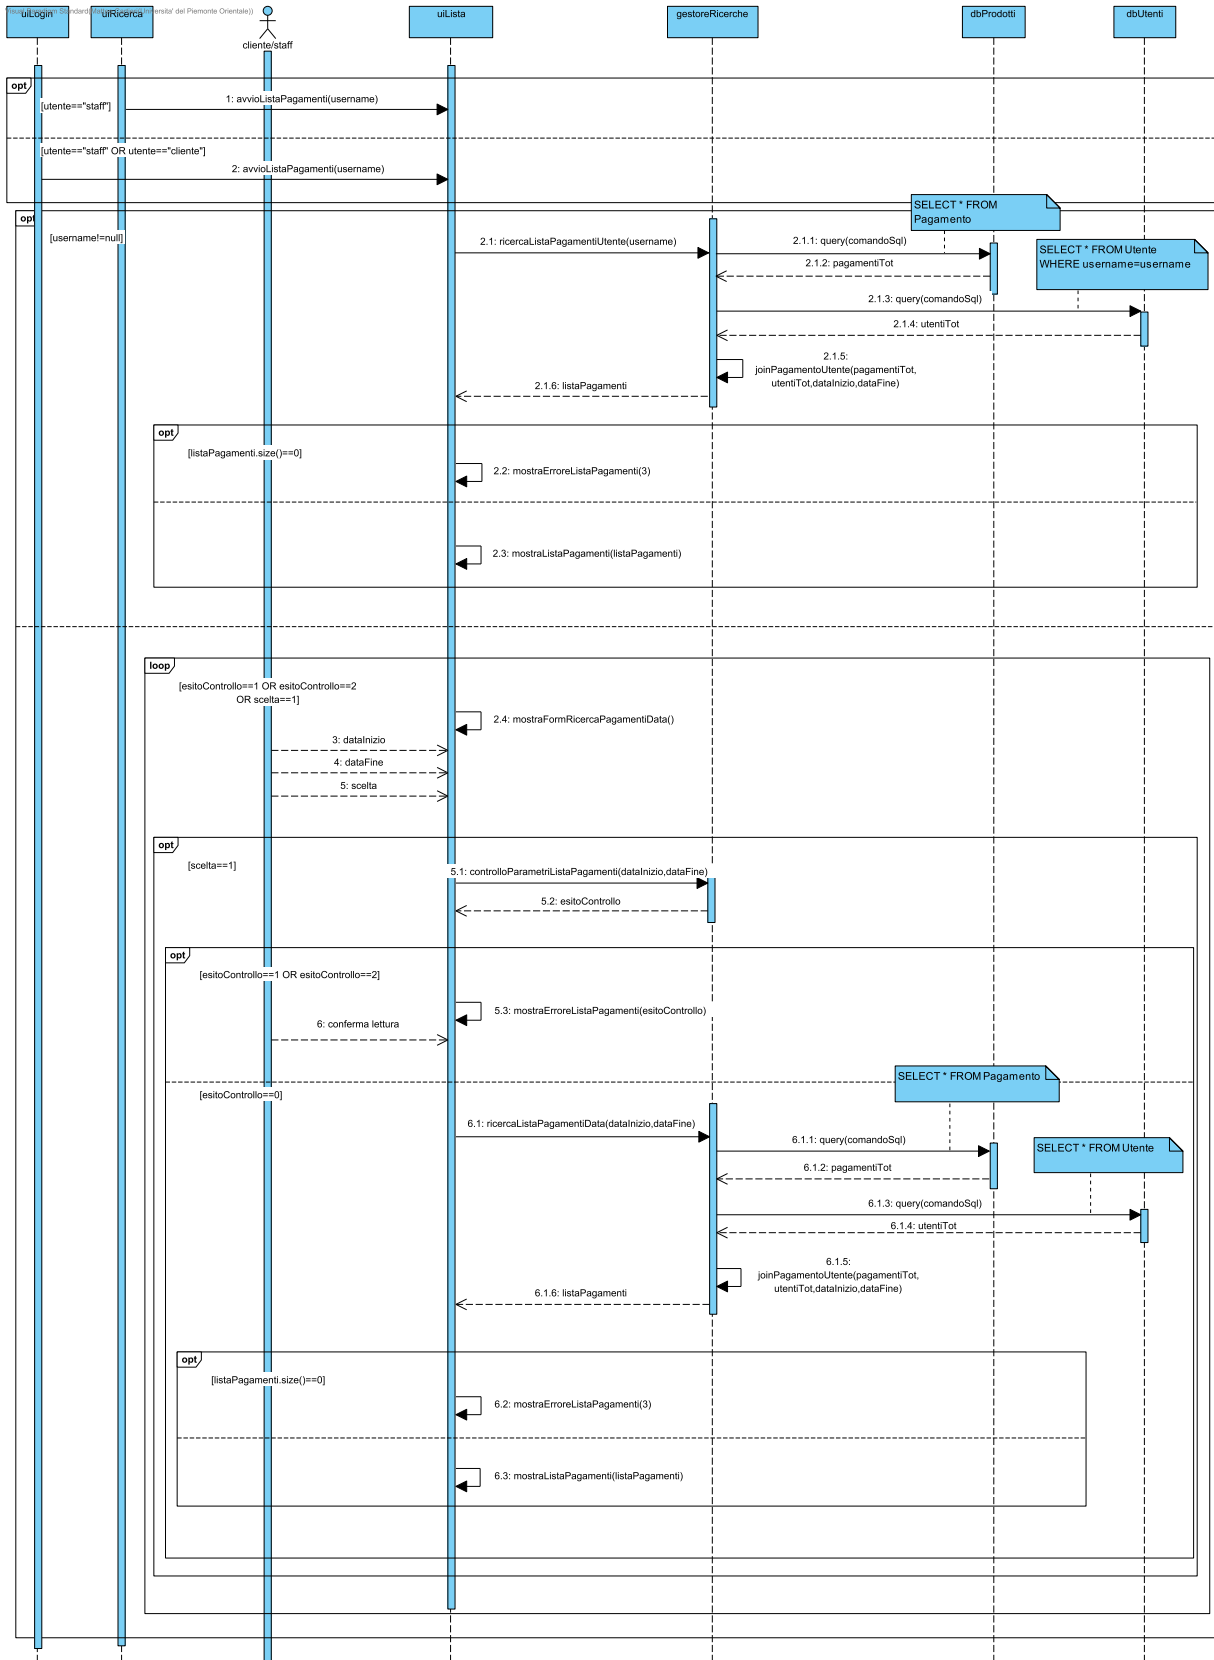 uiLogin
uiRicerca
cliente/staff
uiLista
gestoreRicerche
dbProdotti
dbUtenti
opt
[utente=="staff"]
1: avvioListaPagamenti(username)
[utente=="staff" OR utente=="cliente"]
2: avvioListaPagamenti(username)
opt
[username!=null]
SELECT * FROM
Pagamento
2.1: ricercaListaPagamentiUtente(username)
2.1.1: query(comandoSql)
SELECT * FROM Utente
WHERE username=username
2.1.2: pagamentiTot
2.1.3: query(comandoSql)
2.1.4: utentiTot
2.1.5:
joinPagamentoUtente(pagamentiTot,
utentiTot,dataInizio,dataFine)
2.1.6: listaPagamenti
opt
[listaPagamenti.size()==0]
2.2: mostraErroreListaPagamenti(3)
2.3: mostraListaPagamenti(listaPagamenti)
loop
[esitoControllo==1 OR esitoControllo==2
OR scelta==1]
2.4: mostraFormRicercaPagamentiData()
3: dataInizio
4: dataFine
5: scelta
opt
[scelta==1]
5.1: controlloParametriListaPagamenti(dataInizio,dataFine)
5.2: esitoControllo
opt
[esitoControllo==1 OR esitoControllo==2]
5.3: mostraErroreListaPagamenti(esitoControllo)
6: conferma lettura
SELECT * FROM Pagamento
[esitoControllo==0]
6.1: ricercaListaPagamentiData(dataInizio,dataFine)
6.1.1: query(comandoSql)
SELECT * FROM Utente
6.1.2: pagamentiTot
6.1.3: query(comandoSql)
6.1.4: utentiTot
6.1.5:
joinPagamentoUtente(pagamentiTot,
utentiTot,dataInizio,dataFine)
6.1.6: listaPagamenti
opt
[listaPagamenti.size()==0]
6.2: mostraErroreListaPagamenti(3)
6.3: mostraListaPagamenti(listaPagamenti)